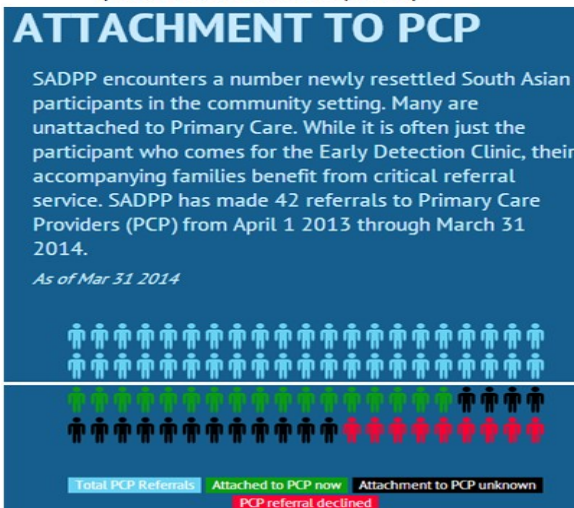 ATTACHMENT TO PCP
SADPP encounters a number newly resettled South Asian
participants in the community setting. Many are
unattached to Primary Care. While it is often just the
participant who comes for the Early Detection Clinic, their
accompanying families benefit from critical referral
service. SADPP has made 42 referrals to Primary Care
Providers (PCP) from April 1 2013 through March 31
2014.
As of Mar 31 2014
Total PCP Referrals Attached to PCP now Attachment to PCP unknown
PCP referral declined